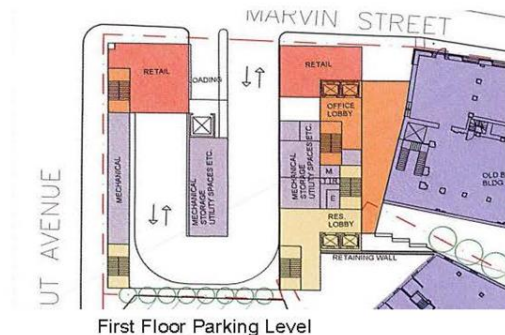 MARVIN STREET
RETAIL
RETAIL
OADING
OFFICE
LOBBY
MECHANICAL
MECHANICAL
STORAGE
UTILITY SPACES ETC.
MECHANICAL
STORAGE
UTILITY SPACES ETC.
M
E
OLD B
BLDG
UT AVENUE
RES.
LOBBY
RETAINING WALL
First Floor Parking Level